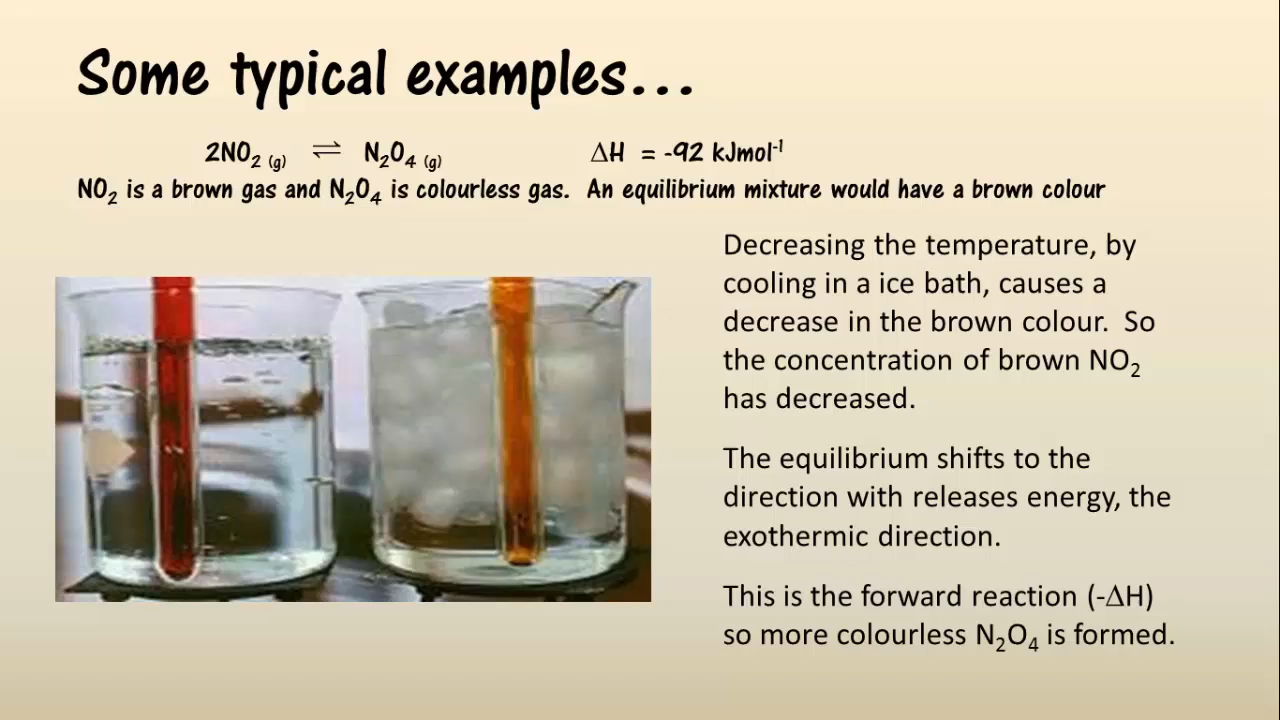 Some typical examples...
2NO₂ (g) ⇌ N₂O₄ (g) ΔH = -92 kJmol⁻¹
NO₂ is a brown gas and N₂O₄ is colourless gas. An equilibrium mixture would have a brown colour
Decreasing the temperature, by
cooling in a ice bath, causes a
decrease in the brown colour. So
the concentration of brown NO₂
has decreased.
The equilibrium shifts to the
direction with releases energy, the
exothermic direction.
This is the forward reaction (-ΔH)
so more colourless N₂O₄ is formed.